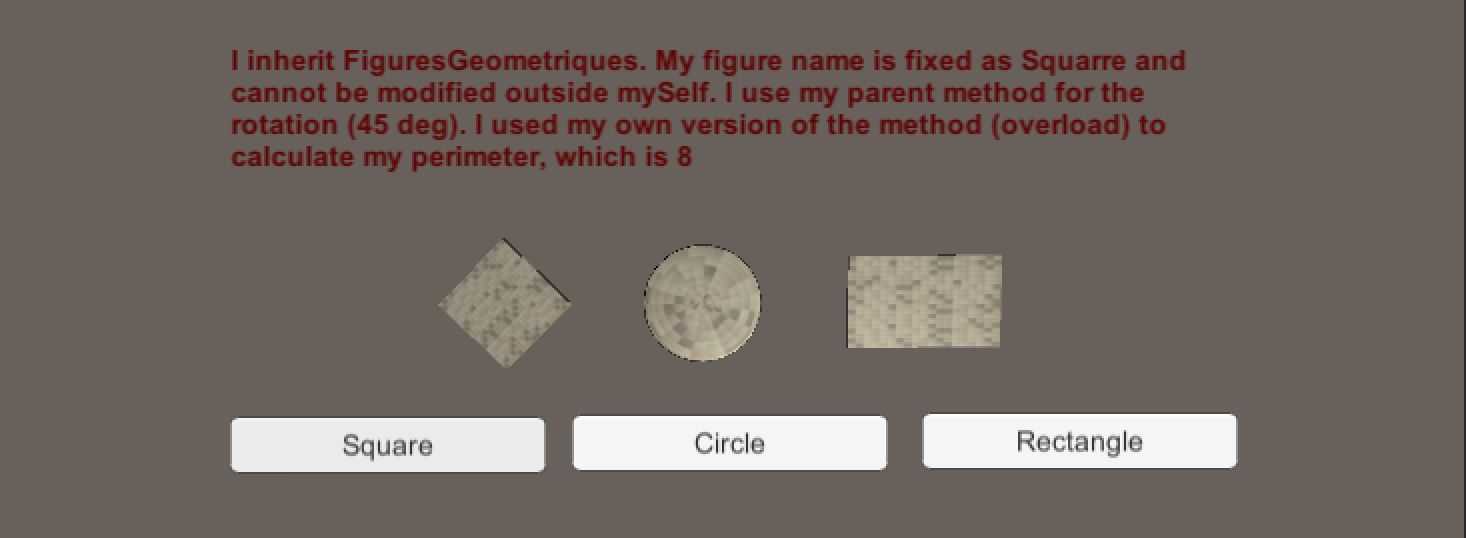 I inherit FiguresGeometriques. My figure name is fixed as Squarre and
cannot be modified outside mySelf. I use my parent method for the
rotation (45 deg). I used my own version of the method (overload) to
calculate my perimeter, which is 8
Square
Circle
Rectangle